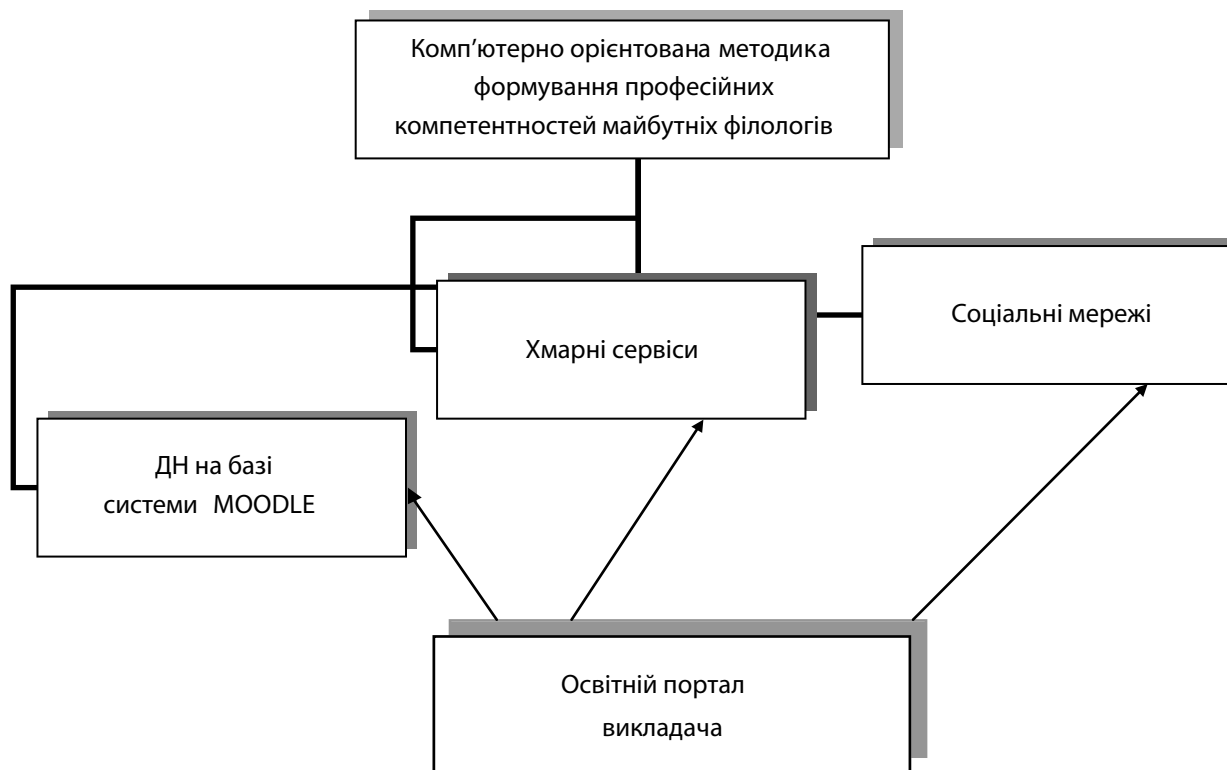 Комп’ютерно орієнтована методика
формування професійних
компетентностей майбутніх філологів
Соціальні мережі
Хмарні сервіси
ДН на базі
системи MOODLE
Освітній портал
викладача